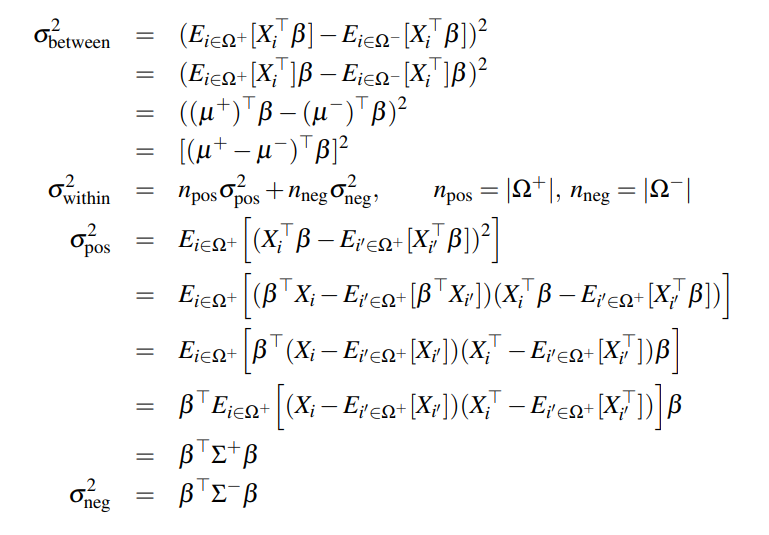 σ²_between = (E_{i∈Ω⁺}[X_i^⊤β] − E_{i∈Ω⁻}[X_i^⊤β])²
= (E_{i∈Ω⁺}[X_i^⊤]β − E_{i∈Ω⁻}[X_i^⊤]β)²
= ((μ⁺)^⊤β − (μ⁻)^⊤β)²
= [(μ⁺ − μ⁻)^⊤β]²
σ²_within = n_pos σ²_pos + n_neg σ²_neg, n_pos = |Ω⁺|, n_neg = |Ω⁻|
σ²_pos = E_{i∈Ω⁺}[(X_i^⊤β − E_{i′∈Ω⁺}[X_{i′}^⊤β])²]
= E_{i∈Ω⁺}[(β^⊤X_i − E_{i′∈Ω⁺}[β^⊤X_{i′}])(X_i^⊤β − E_{i′∈Ω⁺}[X_{i′}^⊤β])]
= E_{i∈Ω⁺}[β^⊤(X_i − E_{i′∈Ω⁺}[X_{i′}])(X_i^⊤ − E_{i′∈Ω⁺}[X_{i′}^⊤])β]
= β^⊤E_{i∈Ω⁺}[(X_i − E_{i′∈Ω⁺}[X_{i′}])(X_i^⊤ − E_{i′∈Ω⁺}[X_{i′}^⊤])]β
= β^⊤Σ⁺β
σ²_neg = β^⊤Σ⁻β